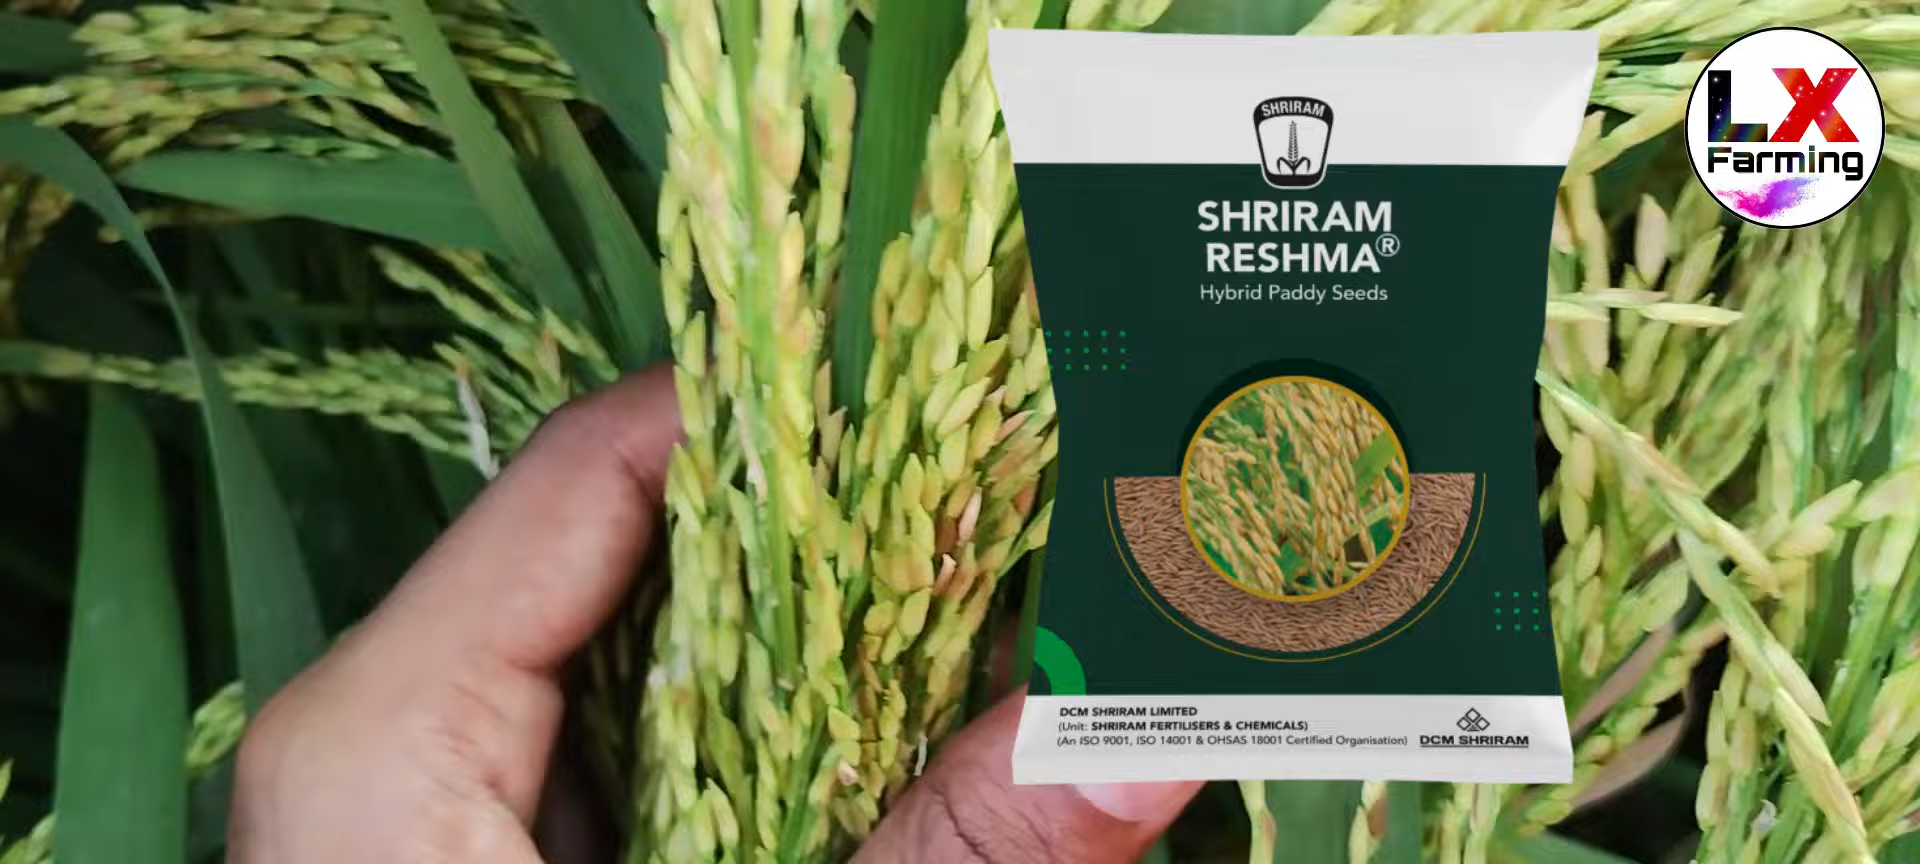 SHRIRAM
SHRIRAM
RESHMA®
Hybrid Paddy Seeds
DCM SHRIRAM LIMITED
(Unit: SHRIRAM FERTILISERS & CHEMICALS)
(An ISO 9001, ISO 14001 & OHSAS 18001 Certified Organisation)
DCM SHRIRAM
LX
Farming